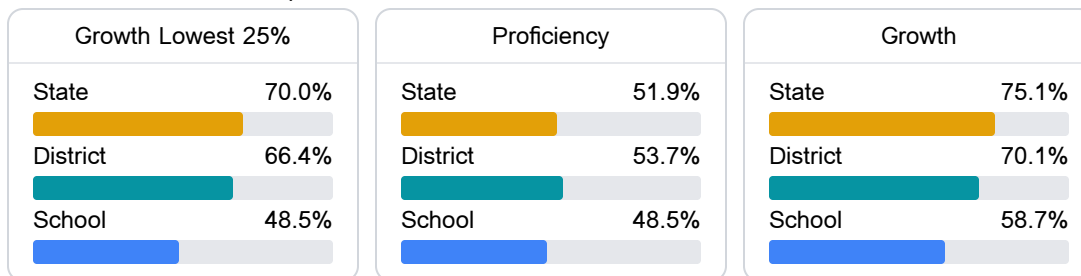 Growth Lowest 25%
State 70.0%
District 66.4%
School 48.5%
Proficiency
State 51.9%
District 53.7%
School 48.5%
Growth
State 75.1%
District 70.1%
School 58.7%